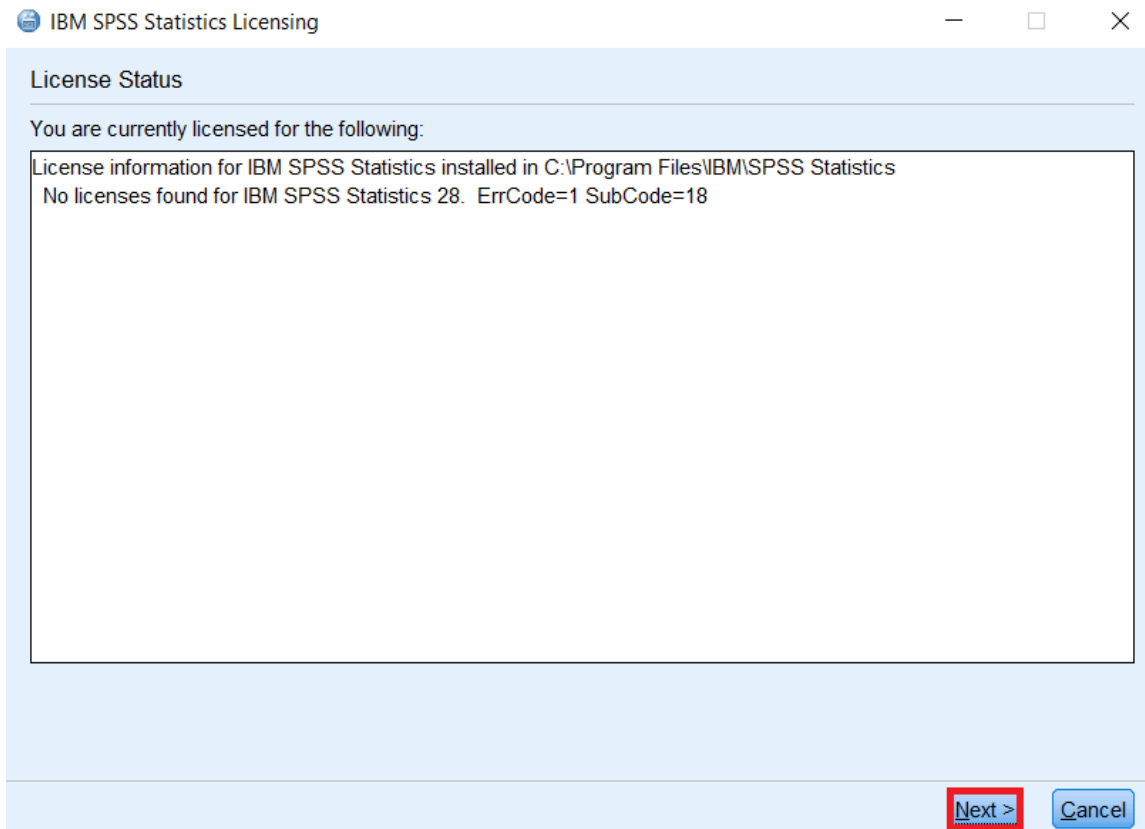 IBM SPSS Statistics Licensing
License Status
You are currently licensed for the following:
License information for IBM SPSS Statistics installed in C:\Program Files\IBM\SPSS Statistics
No licenses found for IBM SPSS Statistics 28.  ErrCode=1 SubCode=18
Next > Cancel